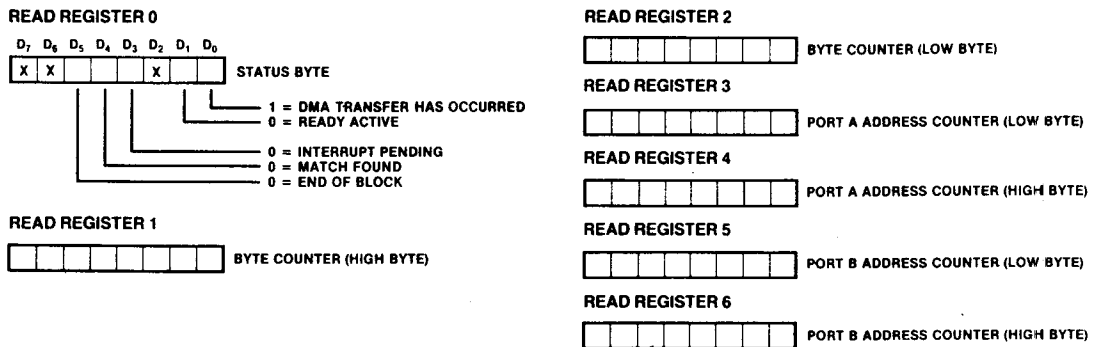 READ REGISTER 0
D7 D6 D5 D4 D3 D2 D1 D0
X X X STATUS BYTE
1 = DMA TRANSFER HAS OCCURRED
0 = READY ACTIVE
0 = INTERRUPT PENDING
0 = MATCH FOUND
0 = END OF BLOCK
READ REGISTER 1
BYTE COUNTER (HIGH BYTE)
READ REGISTER 2
BYTE COUNTER (LOW BYTE)
READ REGISTER 3
PORT A ADDRESS COUNTER (LOW BYTE)
READ REGISTER 4
PORT A ADDRESS COUNTER (HIGH BYTE)
READ REGISTER 5
PORT B ADDRESS COUNTER (LOW BYTE)
READ REGISTER 6
PORT B ADDRESS COUNTER (HIGH BYTE)